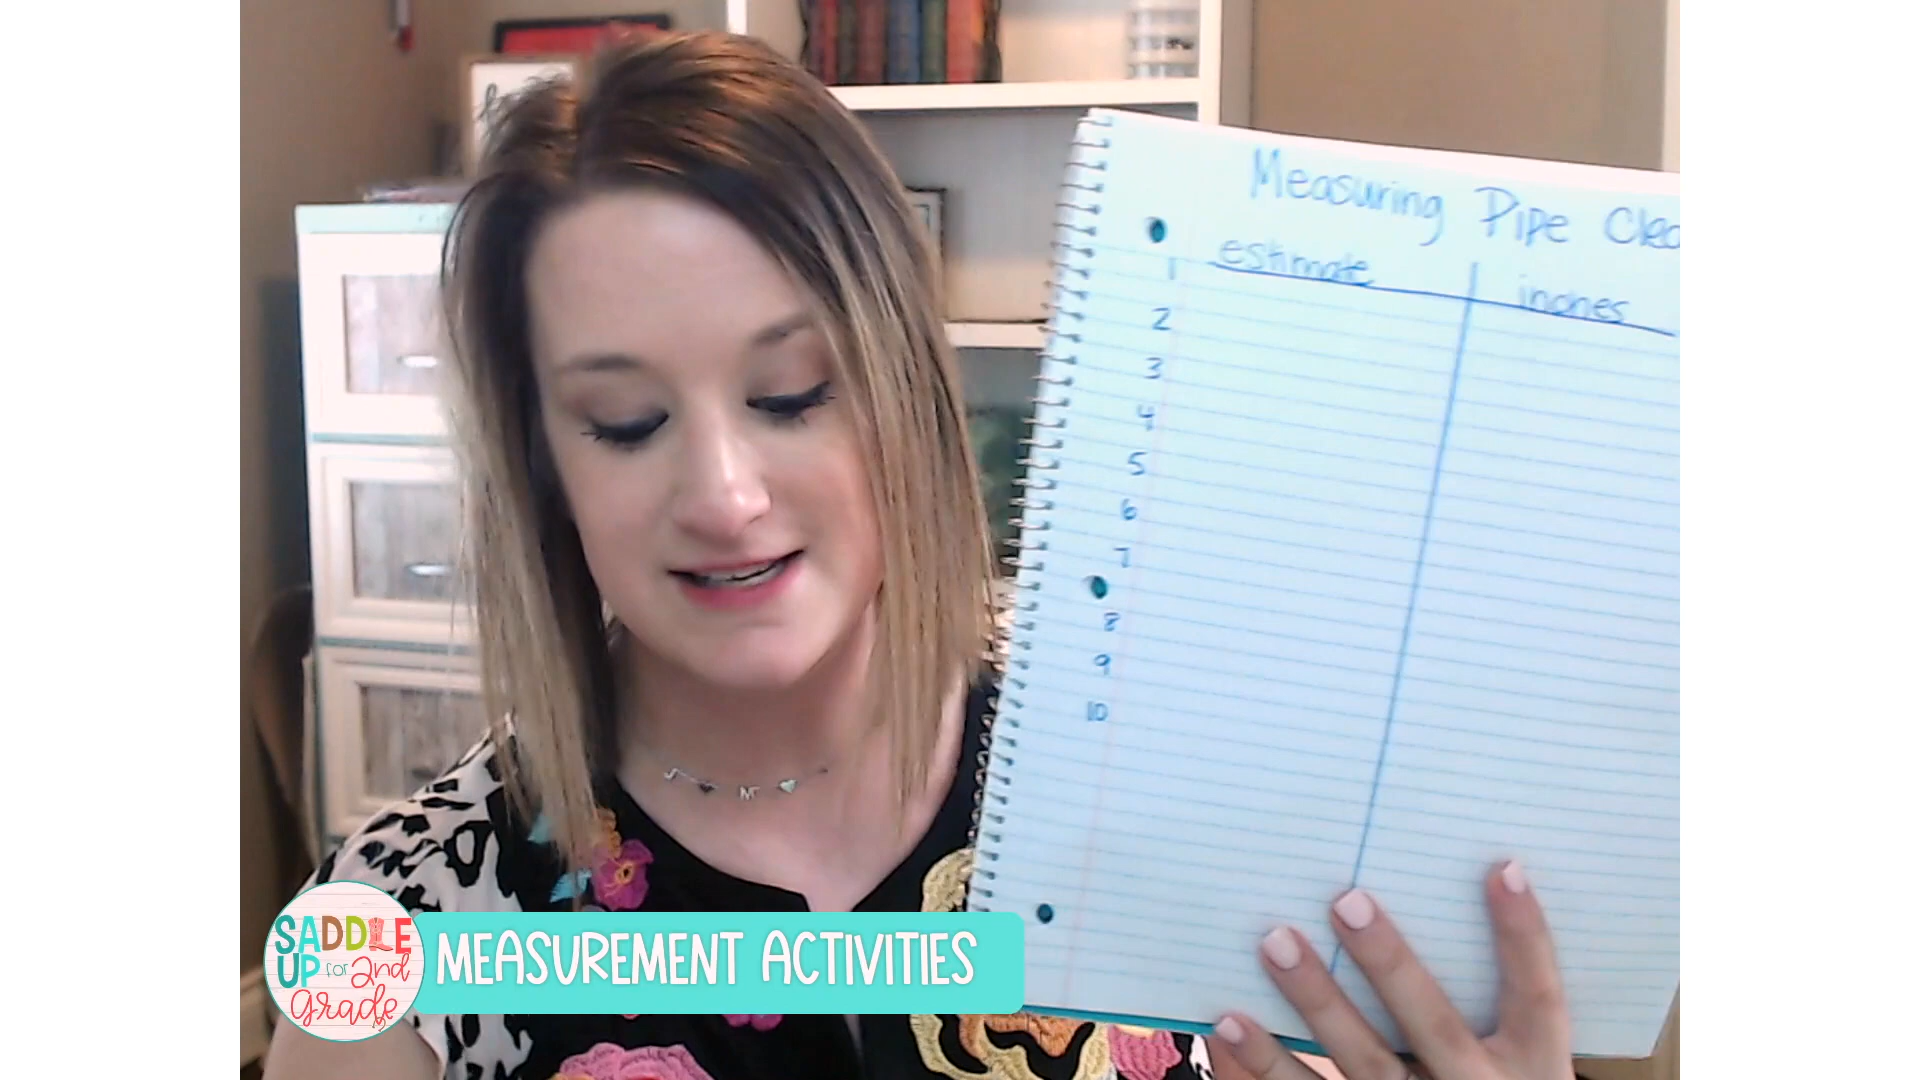 Measuring Pipe Clea
estimate
inches
1
2
3
4
5
6
7
8
9
10
SADDLE
UP for 2nd
grade
MEASUREMENT ACTIVITIES